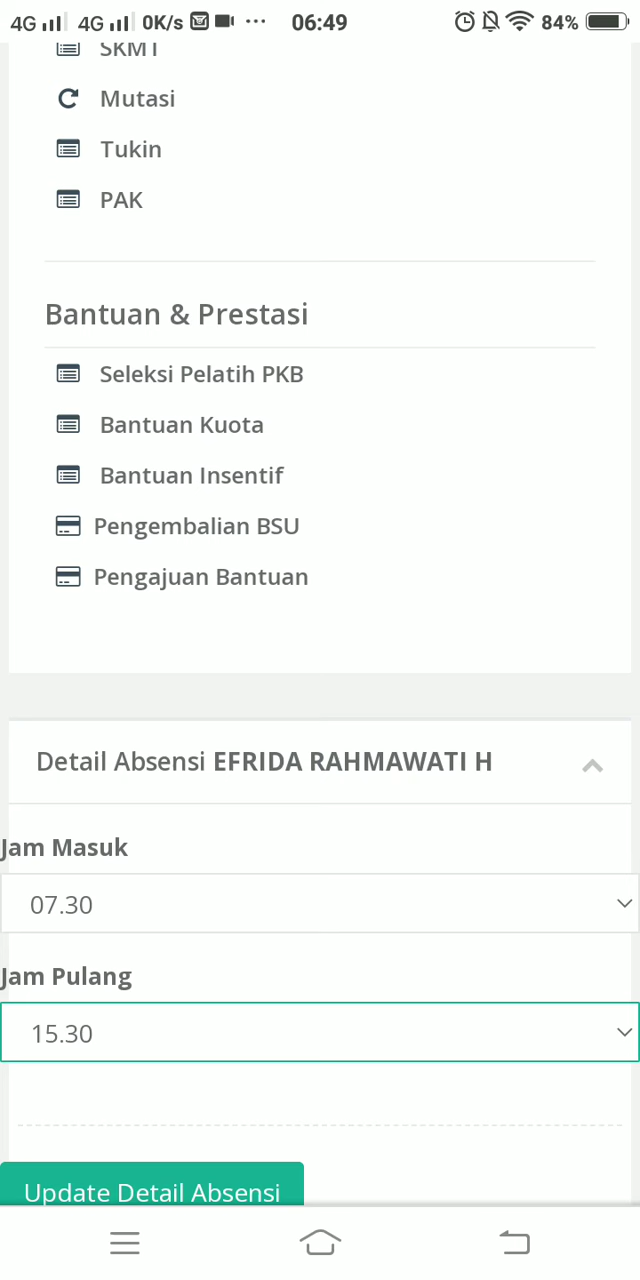 4G 4G 0K/s ... 06:49 84%
SKMT
Mutasi
Tukin
PAK
Bantuan & Prestasi
Seleksi Pelatih PKB
Bantuan Kuota
Bantuan Insentif
Pengembalian BSU
Pengajuan Bantuan
Detail Absensi EFRIDA RAHMAWATI H
Jam Masuk
07.30
Jam Pulang
15.30
Update Detail Absensi